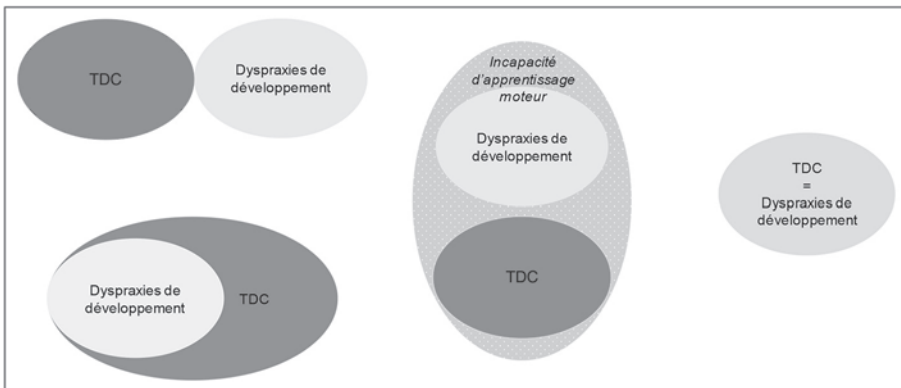 TDC
Dyspraxies de
développement
Incapacité
d'apprentissage
moteur
Dyspraxies de
développement
TDC
TDC
=
Dyspraxies de
développement
Dyspraxies de
développement
TDC